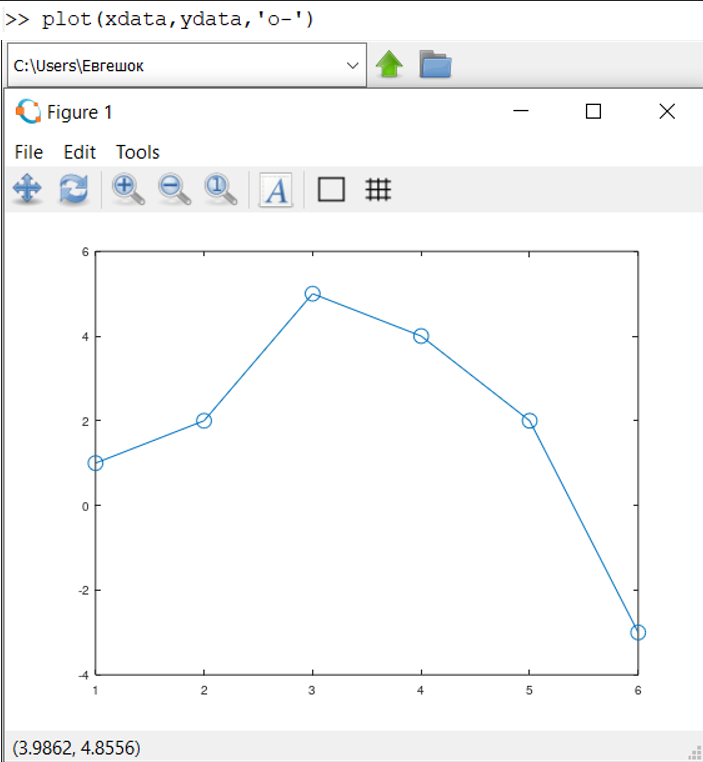 >> plot(xdata,ydata,'o-')
C:\Users\Евгешок
Figure 1
File Edit Tools
1 A
6
4
2
0
-2
-4
1 2 3 4 5 6
(3.9862, 4.8556)